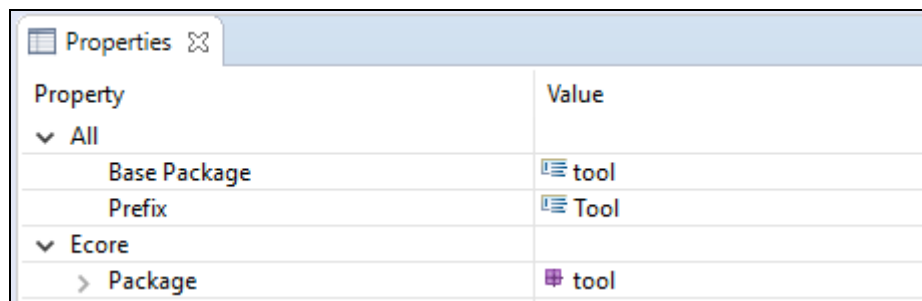 Properties
Property Value
All
Base Package tool
Prefix Tool
Ecore
Package tool